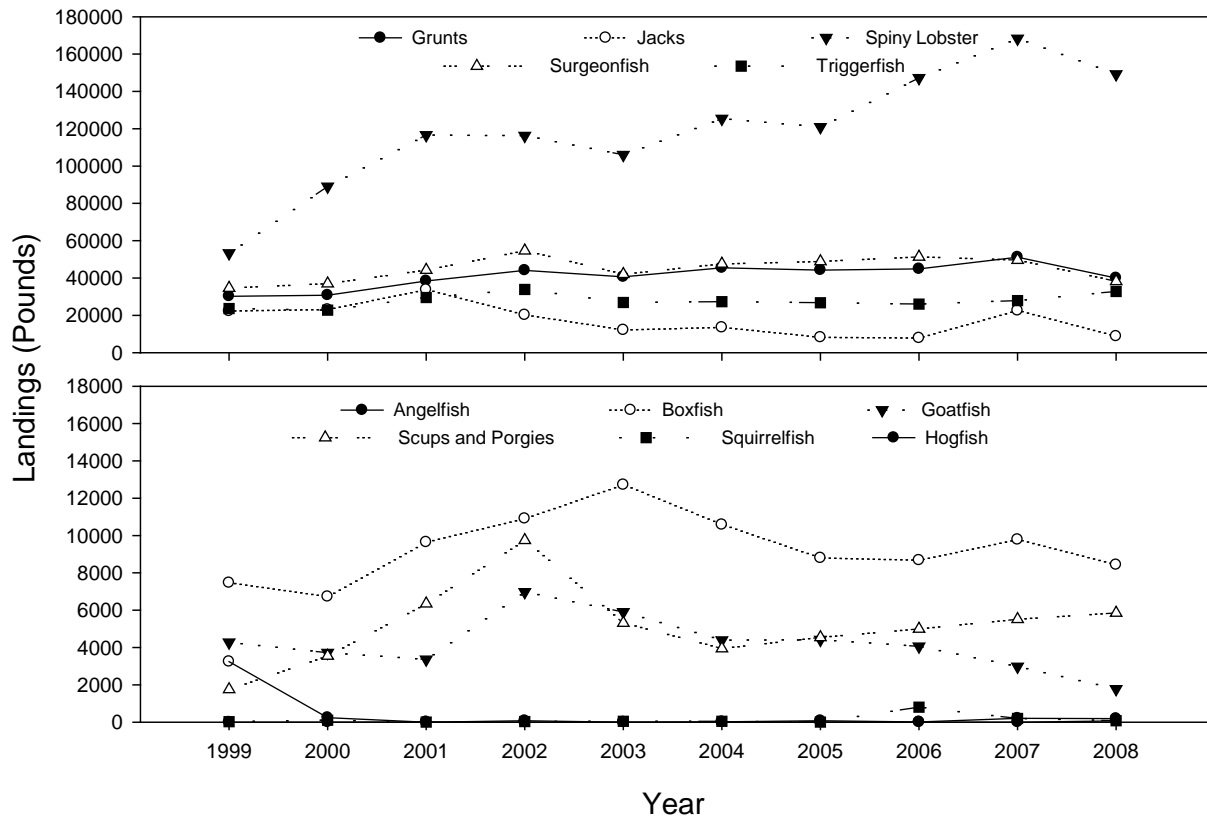 180000
160000
140000
120000
100000
80000
60000
40000
20000
0
Grunts Jacks Spiny Lobster
Surgeonfish Triggerfish
Landings (Pounds)
18000
16000
14000
12000
10000
8000
6000
4000
2000
0
Angelfish Boxfish Goatfish
Scups and Porgies Squirrelfish Hogfish
1999 2000 2001 2002 2003 2004 2005 2006 2007 2008
Year